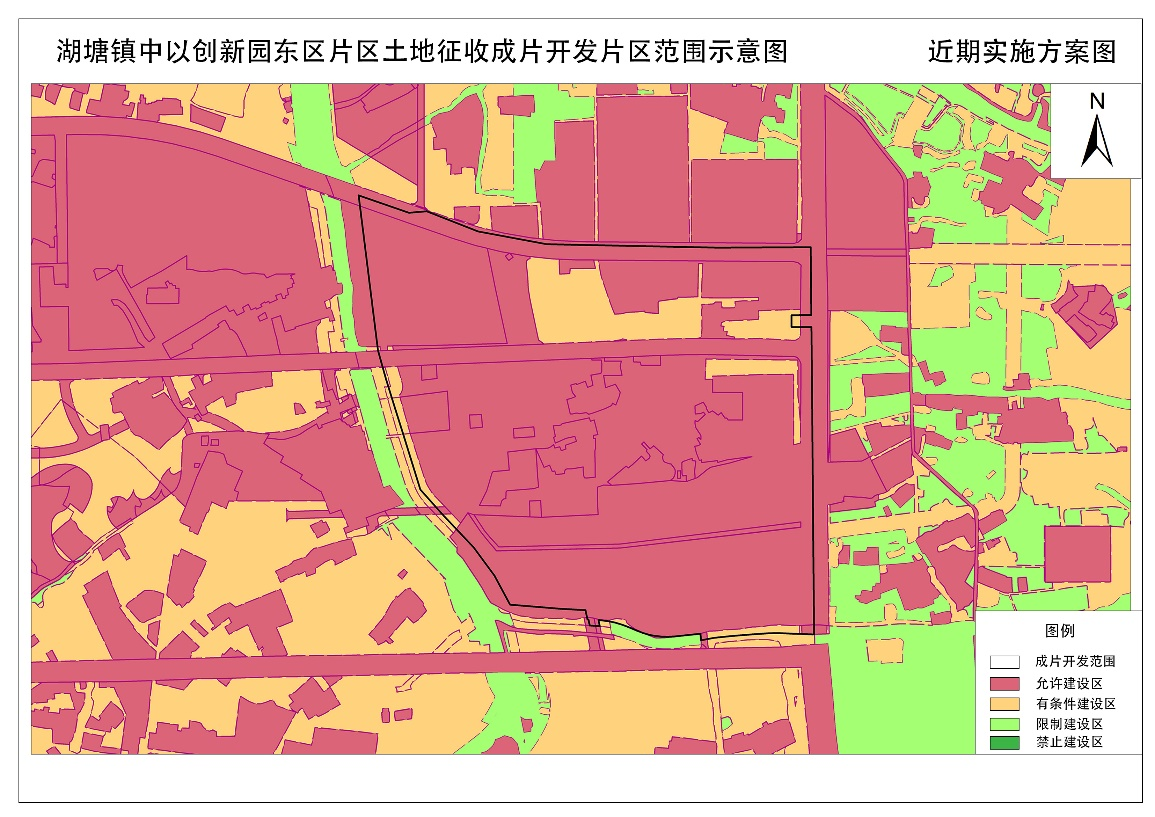 湖塘镇中以创新园东区片区土地征收成片开发片区范围示意图
近期实施方案图
N
图例
成片开发范围
允许建设区
有条件建设区
限制建设区
禁止建设区